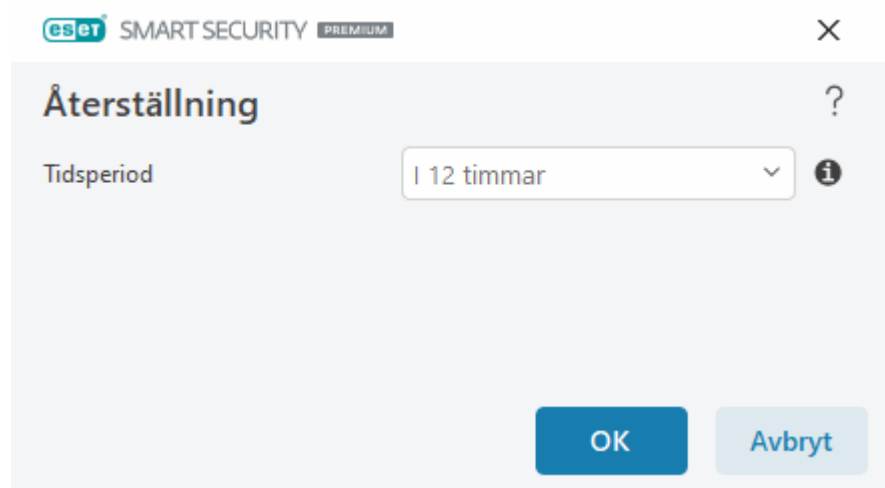 eset SMART SECURITY PREMIUM
Återställning
?
Tidsperiod
I 12 timmar
OK
Avbryt